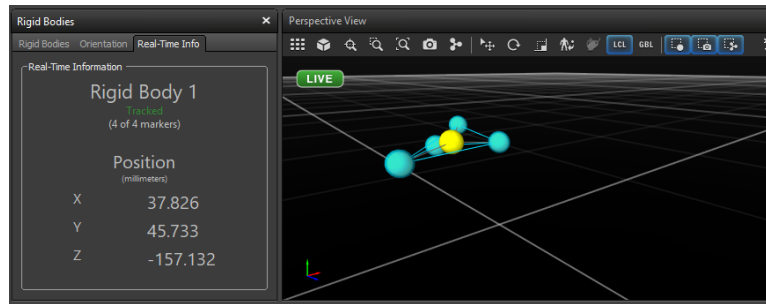 Rigid Bodies
Rigid Bodies Orientation Real-Time Info
Real-Time Information
Rigid Body 1
Tracked
(4 of 4 markers)
Position
(millimeters)
X 37.826
Y 45.733
Z -157.132
Perspective View
LCL GBL
LIVE